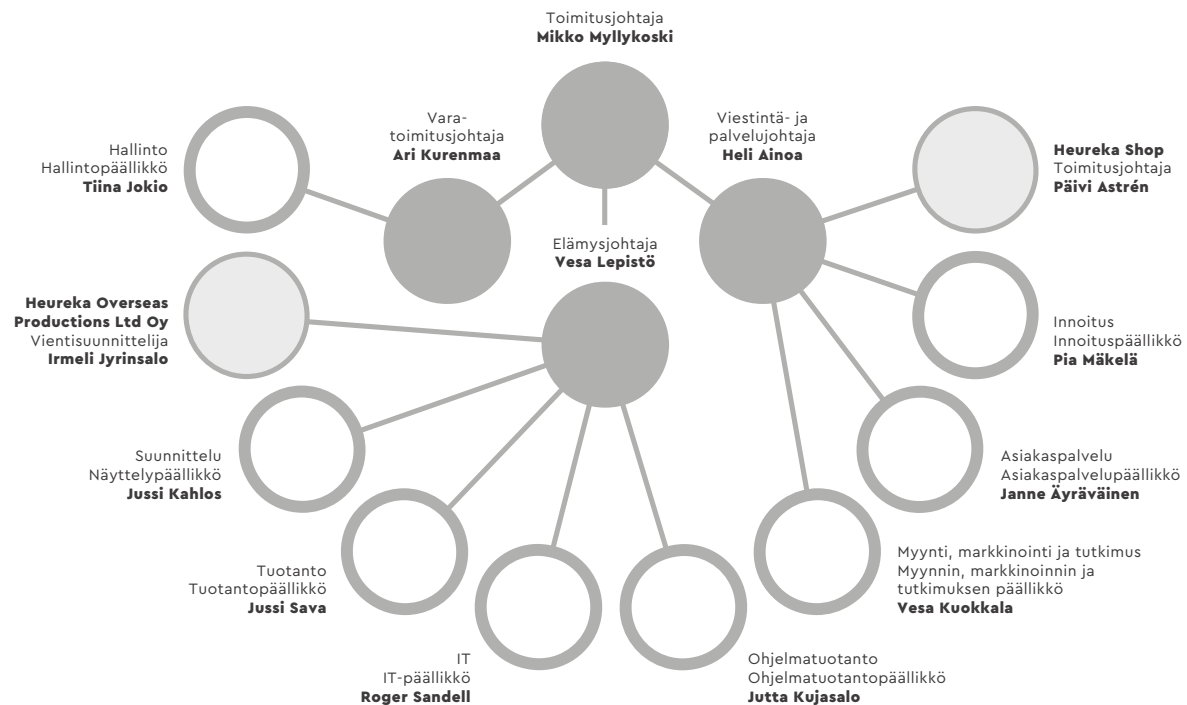 Toimitusjohtaja
Mikko Myllykoski
Vara-
toimitusjohtaja
Ari Kurenmaa
Viestintä- ja
palvelujohtaja
Heli Ainoa
Elämysjohtaja
Vesa Lepistö
Hallinto
Hallintopäällikkö
Tiina Jokio
Heureka Overseas
Productions Ltd Oy
Vientisuunnittelija
Irmeli Jyrinsalo
Suunnittelu
Näyttelypäällikkö
Jussi Kahlos
Tuotanto
Tuotantopäällikkö
Jussi Sava
IT
IT-päällikkö
Roger Sandell
Ohjelmatuotanto
Ohjelmatuotantopäällikkö
Jutta Kujasalo
Myynti, markkinointi ja tutkimus
Myynnin, markkinoinnin ja
tutkimuksen päällikkö
Vesa Kuokkala
Asiakaspalvelu
Asiakaspalvelupäällikkö
Janne Äyräväinen
Innoitus
Innoituspäällikkö
Pia Mäkelä
Heureka Shop
Toimitusjohtaja
Päivi Astrén